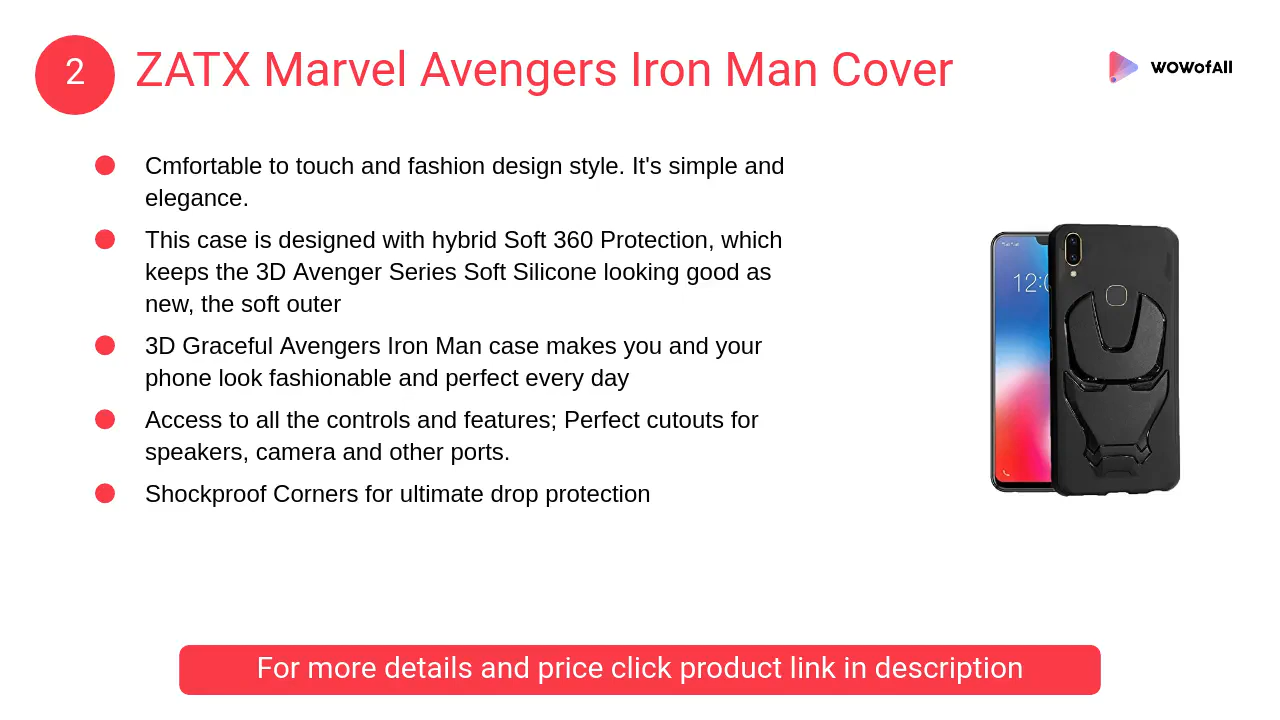 2
ZATX Marvel Avengers Iron Man Cover
WOWofAll
Cmfortable to touch and fashion design style. It's simple and
elegance.
This case is designed with hybrid Soft 360 Protection, which
keeps the 3D Avenger Series Soft Silicone looking good as
new, the soft outer
3D Graceful Avengers Iron Man case makes you and your
phone look fashionable and perfect every day
Access to all the controls and features; Perfect cutouts for
speakers, camera and other ports.
Shockproof Corners for ultimate drop protection
12:0
For more details and price click product link in description